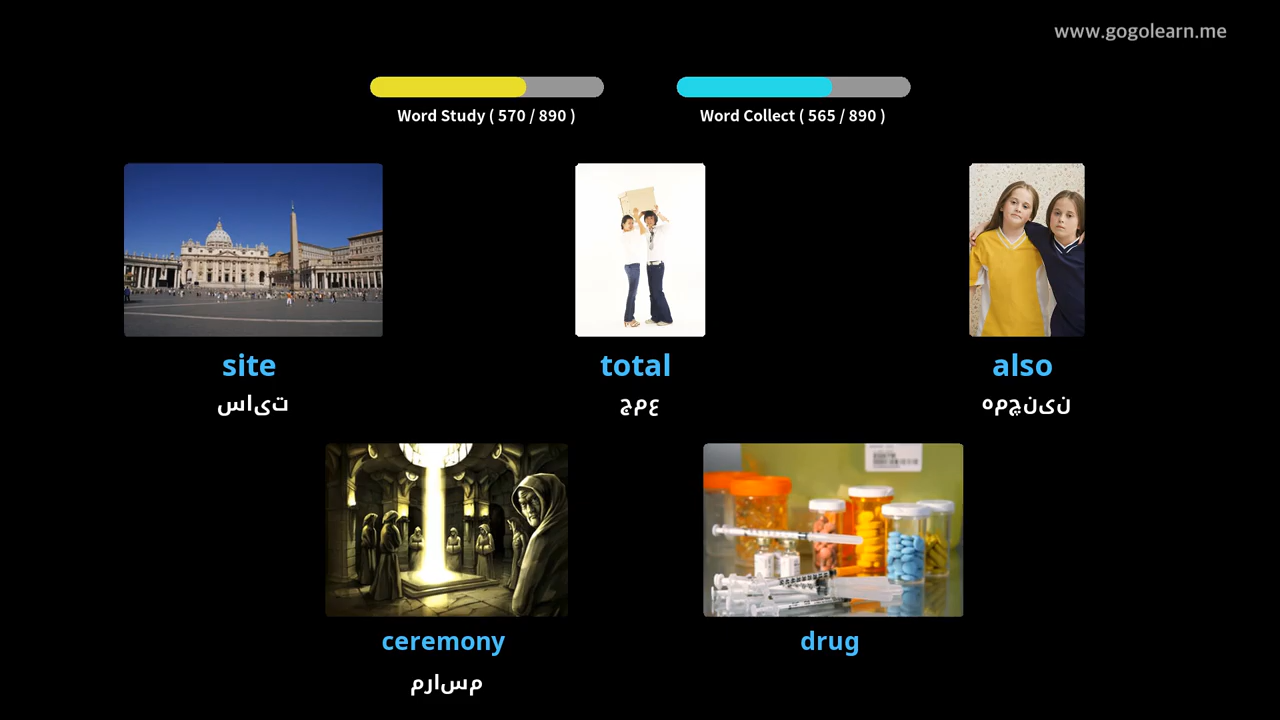 www.gogolearn.me
Word Study ( 570 / 890 )
Word Collect ( 565 / 890 )
site
total
also
سایت
جمع
همچنین
ceremony
drug
مراسم